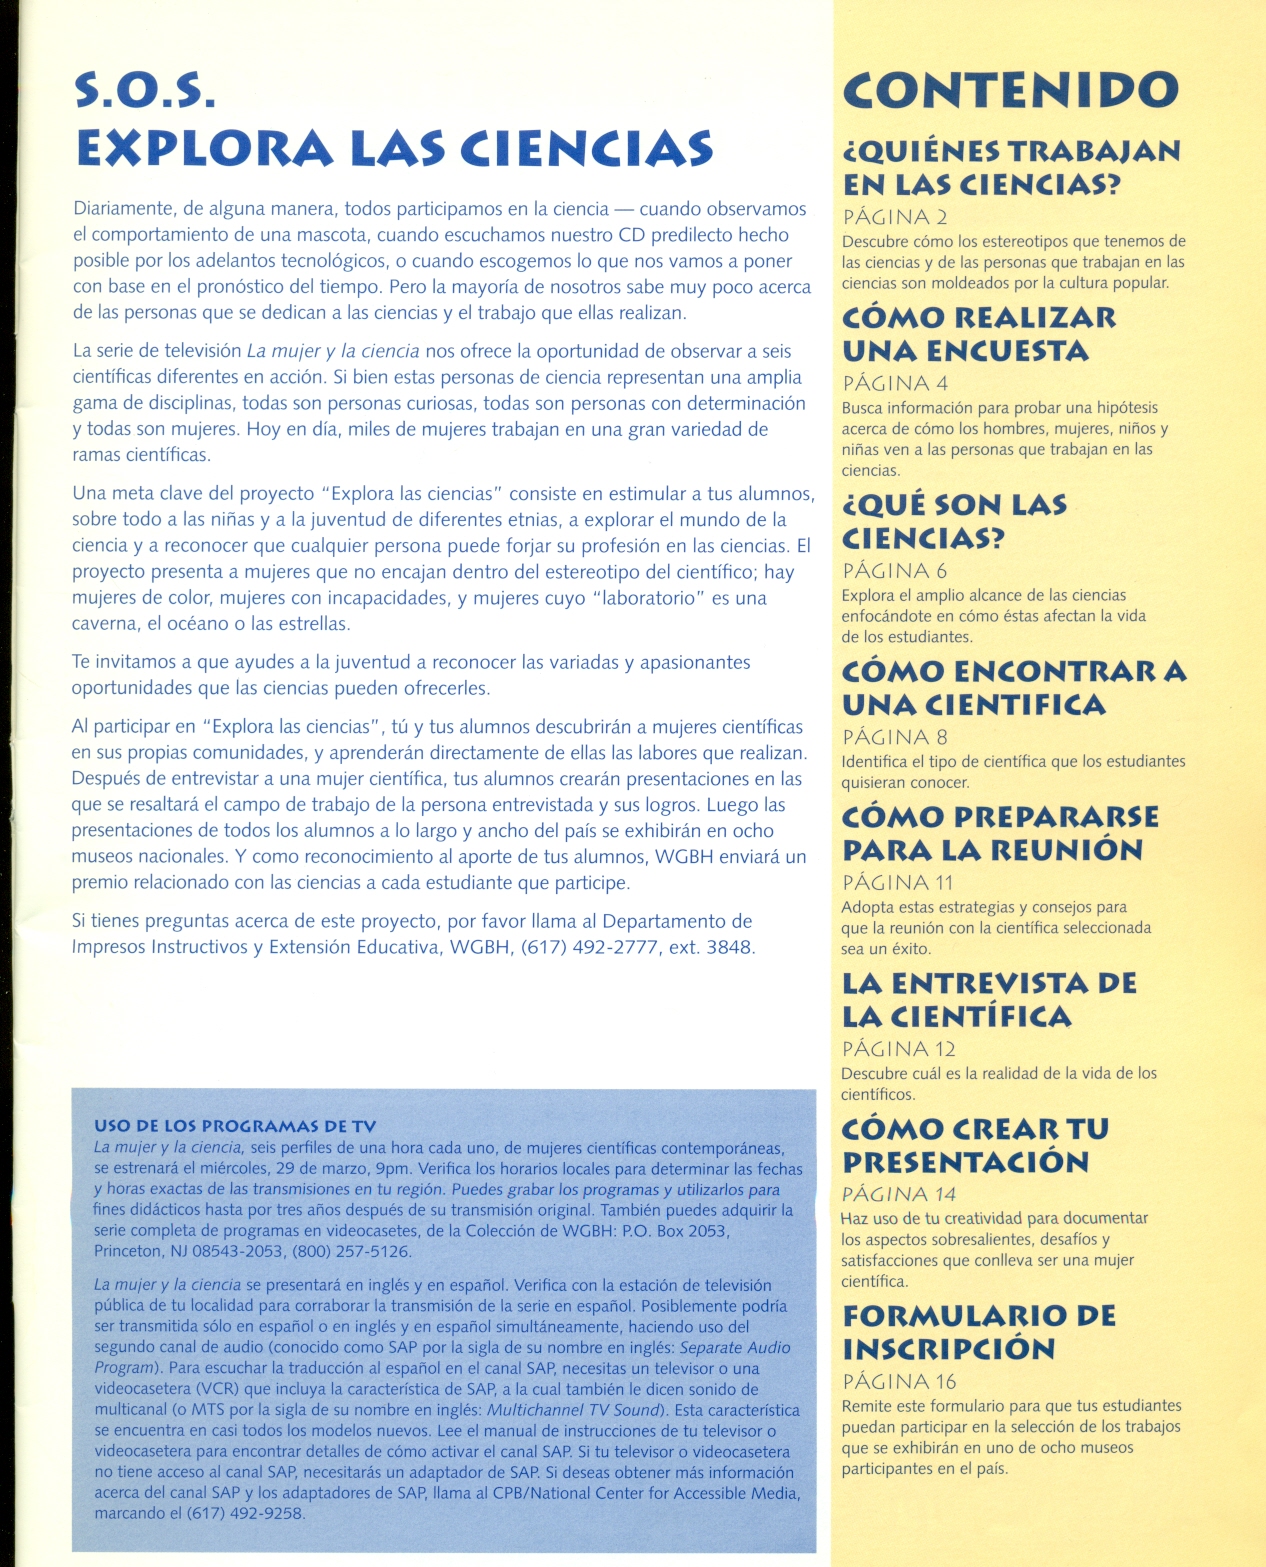 S.O.S.
EXPLORA LAS CIENCIAS
Diariamente, de alguna manera, todos participamos en la ciencia — cuando observamos
el comportamiento de una mascota, cuando escuchamos nuestro CD predilecto hecho
posible por los adelantos tecnológicos, o cuando escogemos lo que nos vamos a poner
con base en el pronóstico del tiempo. Pero la mayoría de nosotros sabe muy poco acerca
de las personas que se dedican a las ciencias y el trabajo que ellas realizan.
La serie de televisión La mujer y la ciencia nos ofrece la oportunidad de observar a seis
científicas diferentes en acción. Si bien estas personas de ciencia representan una amplia
gama de disciplinas, todas son personas curiosas, todas son personas con determinación
y todas son mujeres. Hoy en día, miles de mujeres trabajan en una gran variedad de
ramas científicas.
Una meta clave del proyecto “Explora las ciencias” consiste en estimular a tus alumnos,
sobre todo a las niñas y a la juventud de diferentes etnias, a explorar el mundo de la
ciencia y a reconocer que cualquier persona puede forjar su profesión en las ciencias. El
proyecto presenta a mujeres que no encajan dentro del estereotipo del científico; hay
mujeres de color, mujeres con incapacidades, y mujeres cuyo “laboratorio” es una
caverna, el océano o las estrellas.
Te invitamos a que ayudes a la juventud a reconocer las variadas y apasionantes
oportunidades que las ciencias pueden ofrecerles.
Al participar en “Explora las ciencias”, tú y tus alumnos descubrirán a mujeres científicas
en sus propias comunidades, y aprenderán directamente de ellas las labores que realizan.
Después de entrevistar a una mujer científica, tus alumnos crearán presentaciones en las
que se resaltará el campo de trabajo de la persona entrevistada y sus logros. Luego las
presentaciones de todos los alumnos a lo largo y ancho del país se exhibirán en ocho
museos nacionales. Y como reconocimiento al aporte de tus alumnos, WGBH enviará un
premio relacionado con las ciencias a cada estudiante que participe.
Si tienes preguntas acerca de este proyecto, por favor llama al Departamento de
Impresos Instructivos y Extensión Educativa, WGBH, (617) 492-2777, ext. 3848.
USO DE LOS PROGRAMAS DE TV
La mujer y la ciencia, seis perfiles de una hora cada uno, de mujeres científicas contemporáneas,
se estrenará el miércoles, 29 de marzo, 9pm. Verifica los horarios locales para determinar las fechas
y horas exactas de las transmisiones en tu región. Puedes grabar los programas y utilizarlos para
fines didácticos hasta por tres años después de su transmisión original. También puedes adquirir la
serie completa de programas en videocasetes, de la Colección de WGBH: P.O. Box 2053,
Princeton, NJ 08543-2053, (800) 257-5126.
La mujer y la ciencia se presentará en inglés y en español. Verifica con la estación de televisión
pública de tu localidad para corraborar la transmisión de la serie en español. Posiblemente podría
ser transmitida sólo en español o en inglés y en español simultáneamente, haciendo uso del
segundo canal de audio (conocido como SAP por la sigla de su nombre en inglés: Separate Audio
Program). Para escuchar la traducción al español en el canal SAP, necesitas un televisor o una
videocasetera (VCR) que incluya la característica de SAP, a la cual también le dicen sonido de
multicanal (o MTS por la sigla de su nombre en inglés: Multichannel TV Sound). Esta característica
se encuentra en casi todos los modelos nuevos. Lee el manual de instrucciones de tu televisor o
videocasetera para encontrar detalles de cómo activar el canal SAP. Si tu televisor o videocasetera
no tiene acceso al canal SAP, necesitarás un adaptador de SAP. Si deseas obtener más información
acerca del canal SAP y los adaptadores de SAP, llama al CPB/National Center for Accessible Media,
marcando el (617) 492-9258.
CONTENIDO
¿QUIÉNES TRABAJAN
EN LAS CIENCIAS?
PÁGINA 2
Descubre cómo los estereotipos que tenemos de
las ciencias y de las personas que trabajan en las
ciencias son moldeados por la cultura popular.
CÓMO REALIZAR
UNA ENCUESTA
PÁGINA 4
Busca información para probar una hipótesis
acerca de cómo los hombres, mujeres, niños y
niñas ven a las personas que trabajan en las
ciencias.
¿QUÉ SON LAS
CIENCIAS?
PÁGINA 6
Explora el amplio alcance de las ciencias
enfocándote en cómo éstas afectan la vida
de los estudiantes.
CÓMO ENCONTRAR A
UNA CIENTIFICA
PÁGINA 8
Identifica el tipo de científica que los estudiantes
quisieran conocer.
CÓMO PREPARARSE
PARA LA REUNIÓN
PÁGINA 11
Adopta estas estrategias y consejos para
que la reunión con la científica seleccionada
sea un éxito.
LA ENTREVISTA DE
LA CIENTÍFICA
PÁGINA 12
Descubre cuál es la realidad de la vida de los
científicos.
CÓMO CREAR TU
PRESENTACIÓN
PÁGINA 14
Haz uso de tu creatividad para documentar
los aspectos sobresalientes, desafíos y
satisfacciones que conlleva ser una mujer
científica.
FORMULARIO DE
INSCRIPCIÓN
PÁGINA 16
Remite este formulario para que tus estudiantes
puedan participar en la selección de los trabajos
que se exhibirán en uno de ocho museos
participantes en el país.